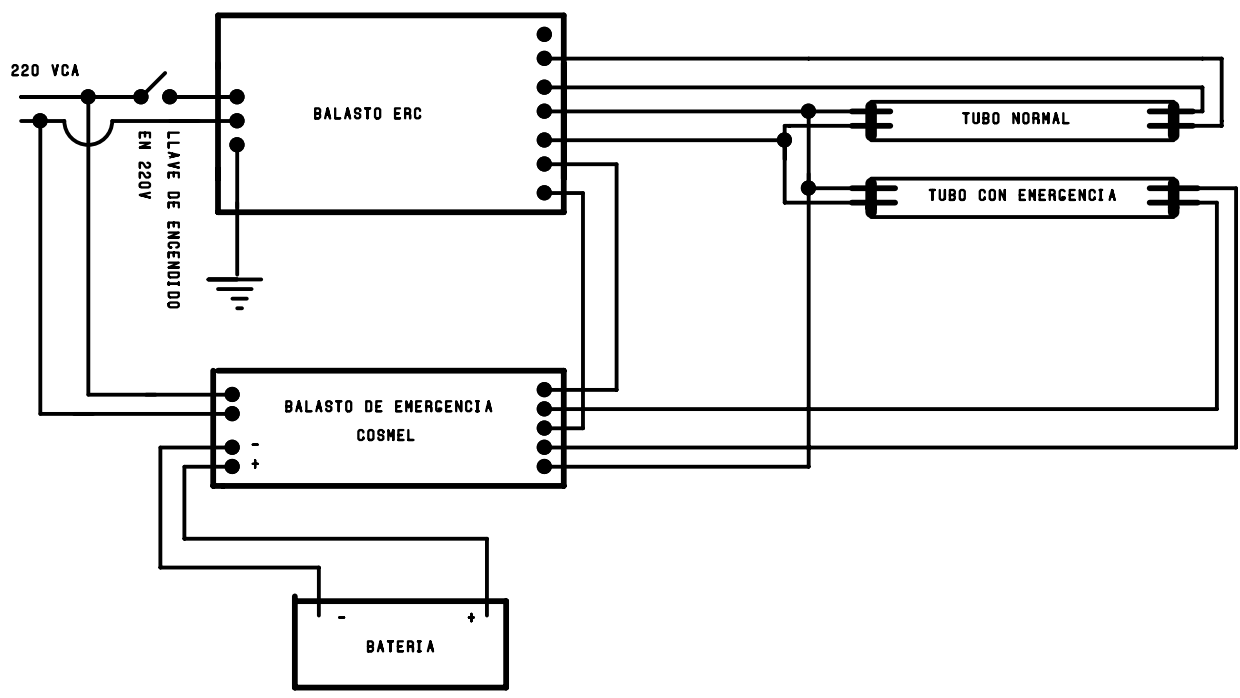 220 VCA
BALASTO ERC
TUBO NORMAL
LLAVE DE ENCENDIDO
EN 220V
TUBO CON EMERGENCIA
BALASTO DE EMERGENCIA
COSMEL
-
+
- +
BATERIA